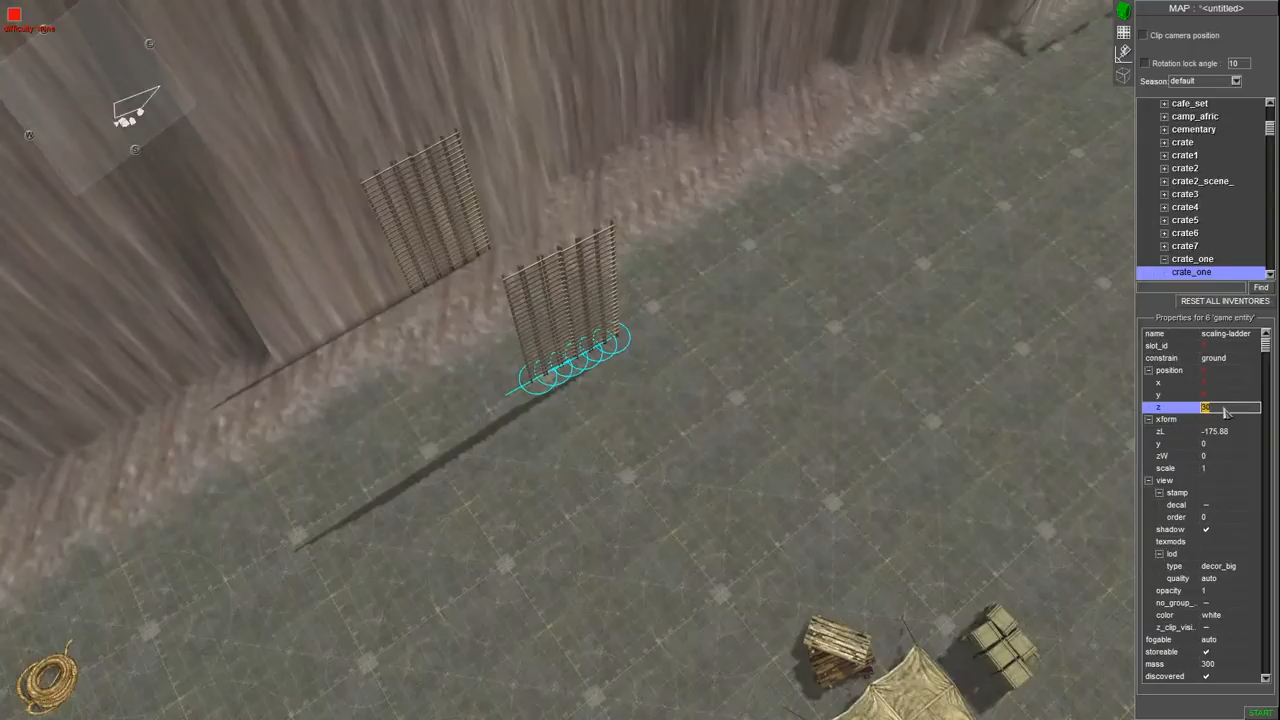 MAP : °<untitled>
Clip camera position
Rotation lock angle : 10
Season: default
cafe_set
camp_afric
cementary
crate
crate1
crate2
crate2_scene_
crate3
crate4
crate5
crate6
crate7
crate_one
crate_one
Find
RESET ALL INVENTORIES
Properties for 6 'game entity'
name scaling-ladder
slot_id
constrain ground
position
x
y
z
xform
zL -175.88
y 0
zW 0
scale 1
view
stamp
decal –
order 0
shadow
texmods
lod
type decor_big
quality auto
opacity 1
no_group_... –
color white
z_clip_visi.. –
fogable auto
storeable
mass 300
discovered
START